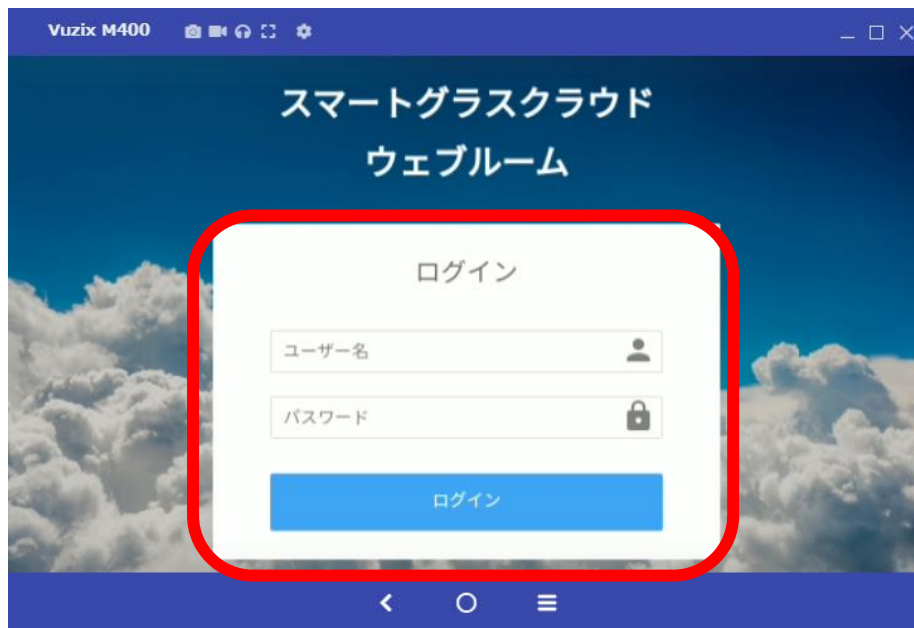 Vuzix M400
スマートグラスクラウド
ウェブルーム
ログイン
ユーザー名
パスワード
ログイン